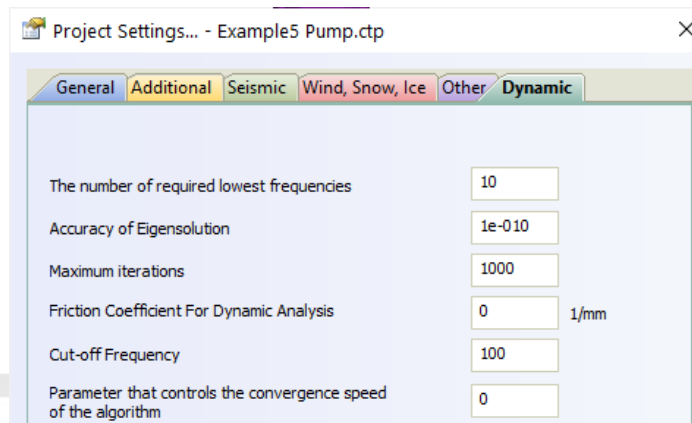 Project Settings... - Example5 Pump.ctp
General Additional Seismic Wind, Snow, Ice Other Dynamic
The number of required lowest frequencies 10
Accuracy of Eigensolution 1e-010
Maximum iterations 1000
Friction Coefficient For Dynamic Analysis 0 1/mm
Cut-off Frequency 100
Parameter that controls the convergence speed
of the algorithm 0